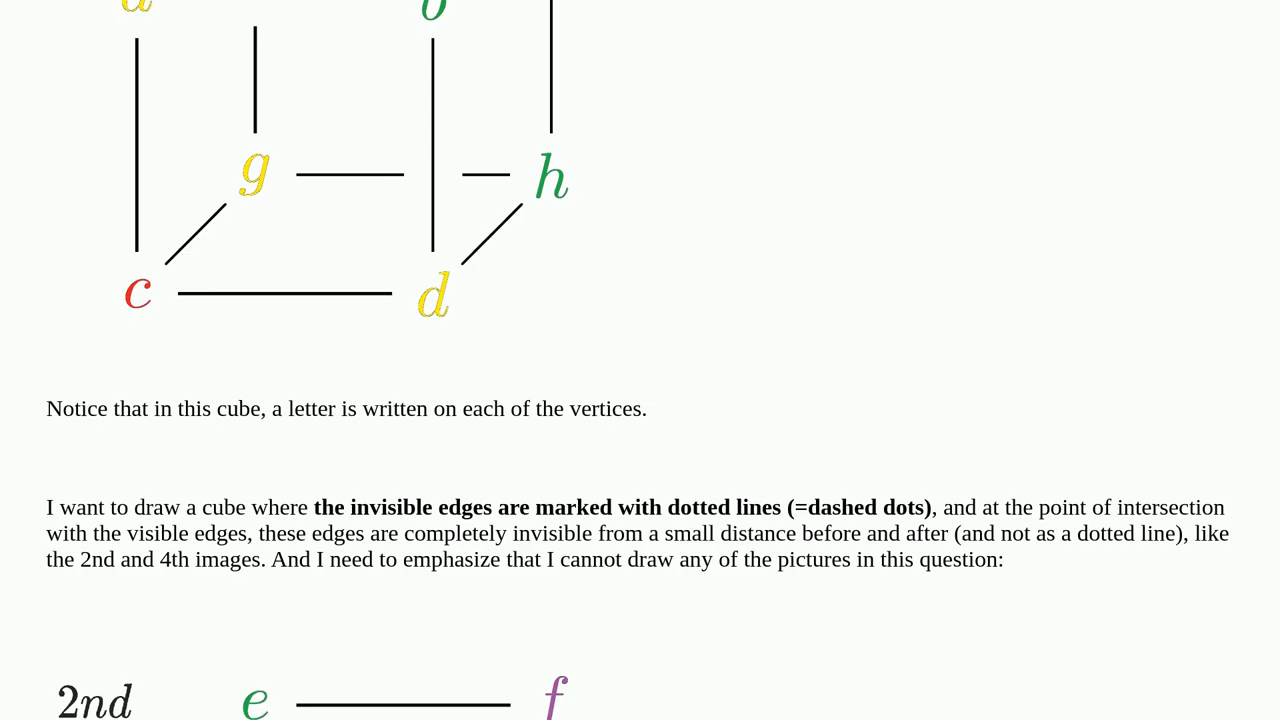 a b
g h
c d
Notice that in this cube, a letter is written on each of the vertices.
I want to draw a cube where the invisible edges are marked with dotted lines (=dashed dots), and at the point of intersection
with the visible edges, these edges are completely invisible from a small distance before and after (and not as a dotted line), like
the 2nd and 4th images. And I need to emphasize that I cannot draw any of the pictures in this question:
2nd e f